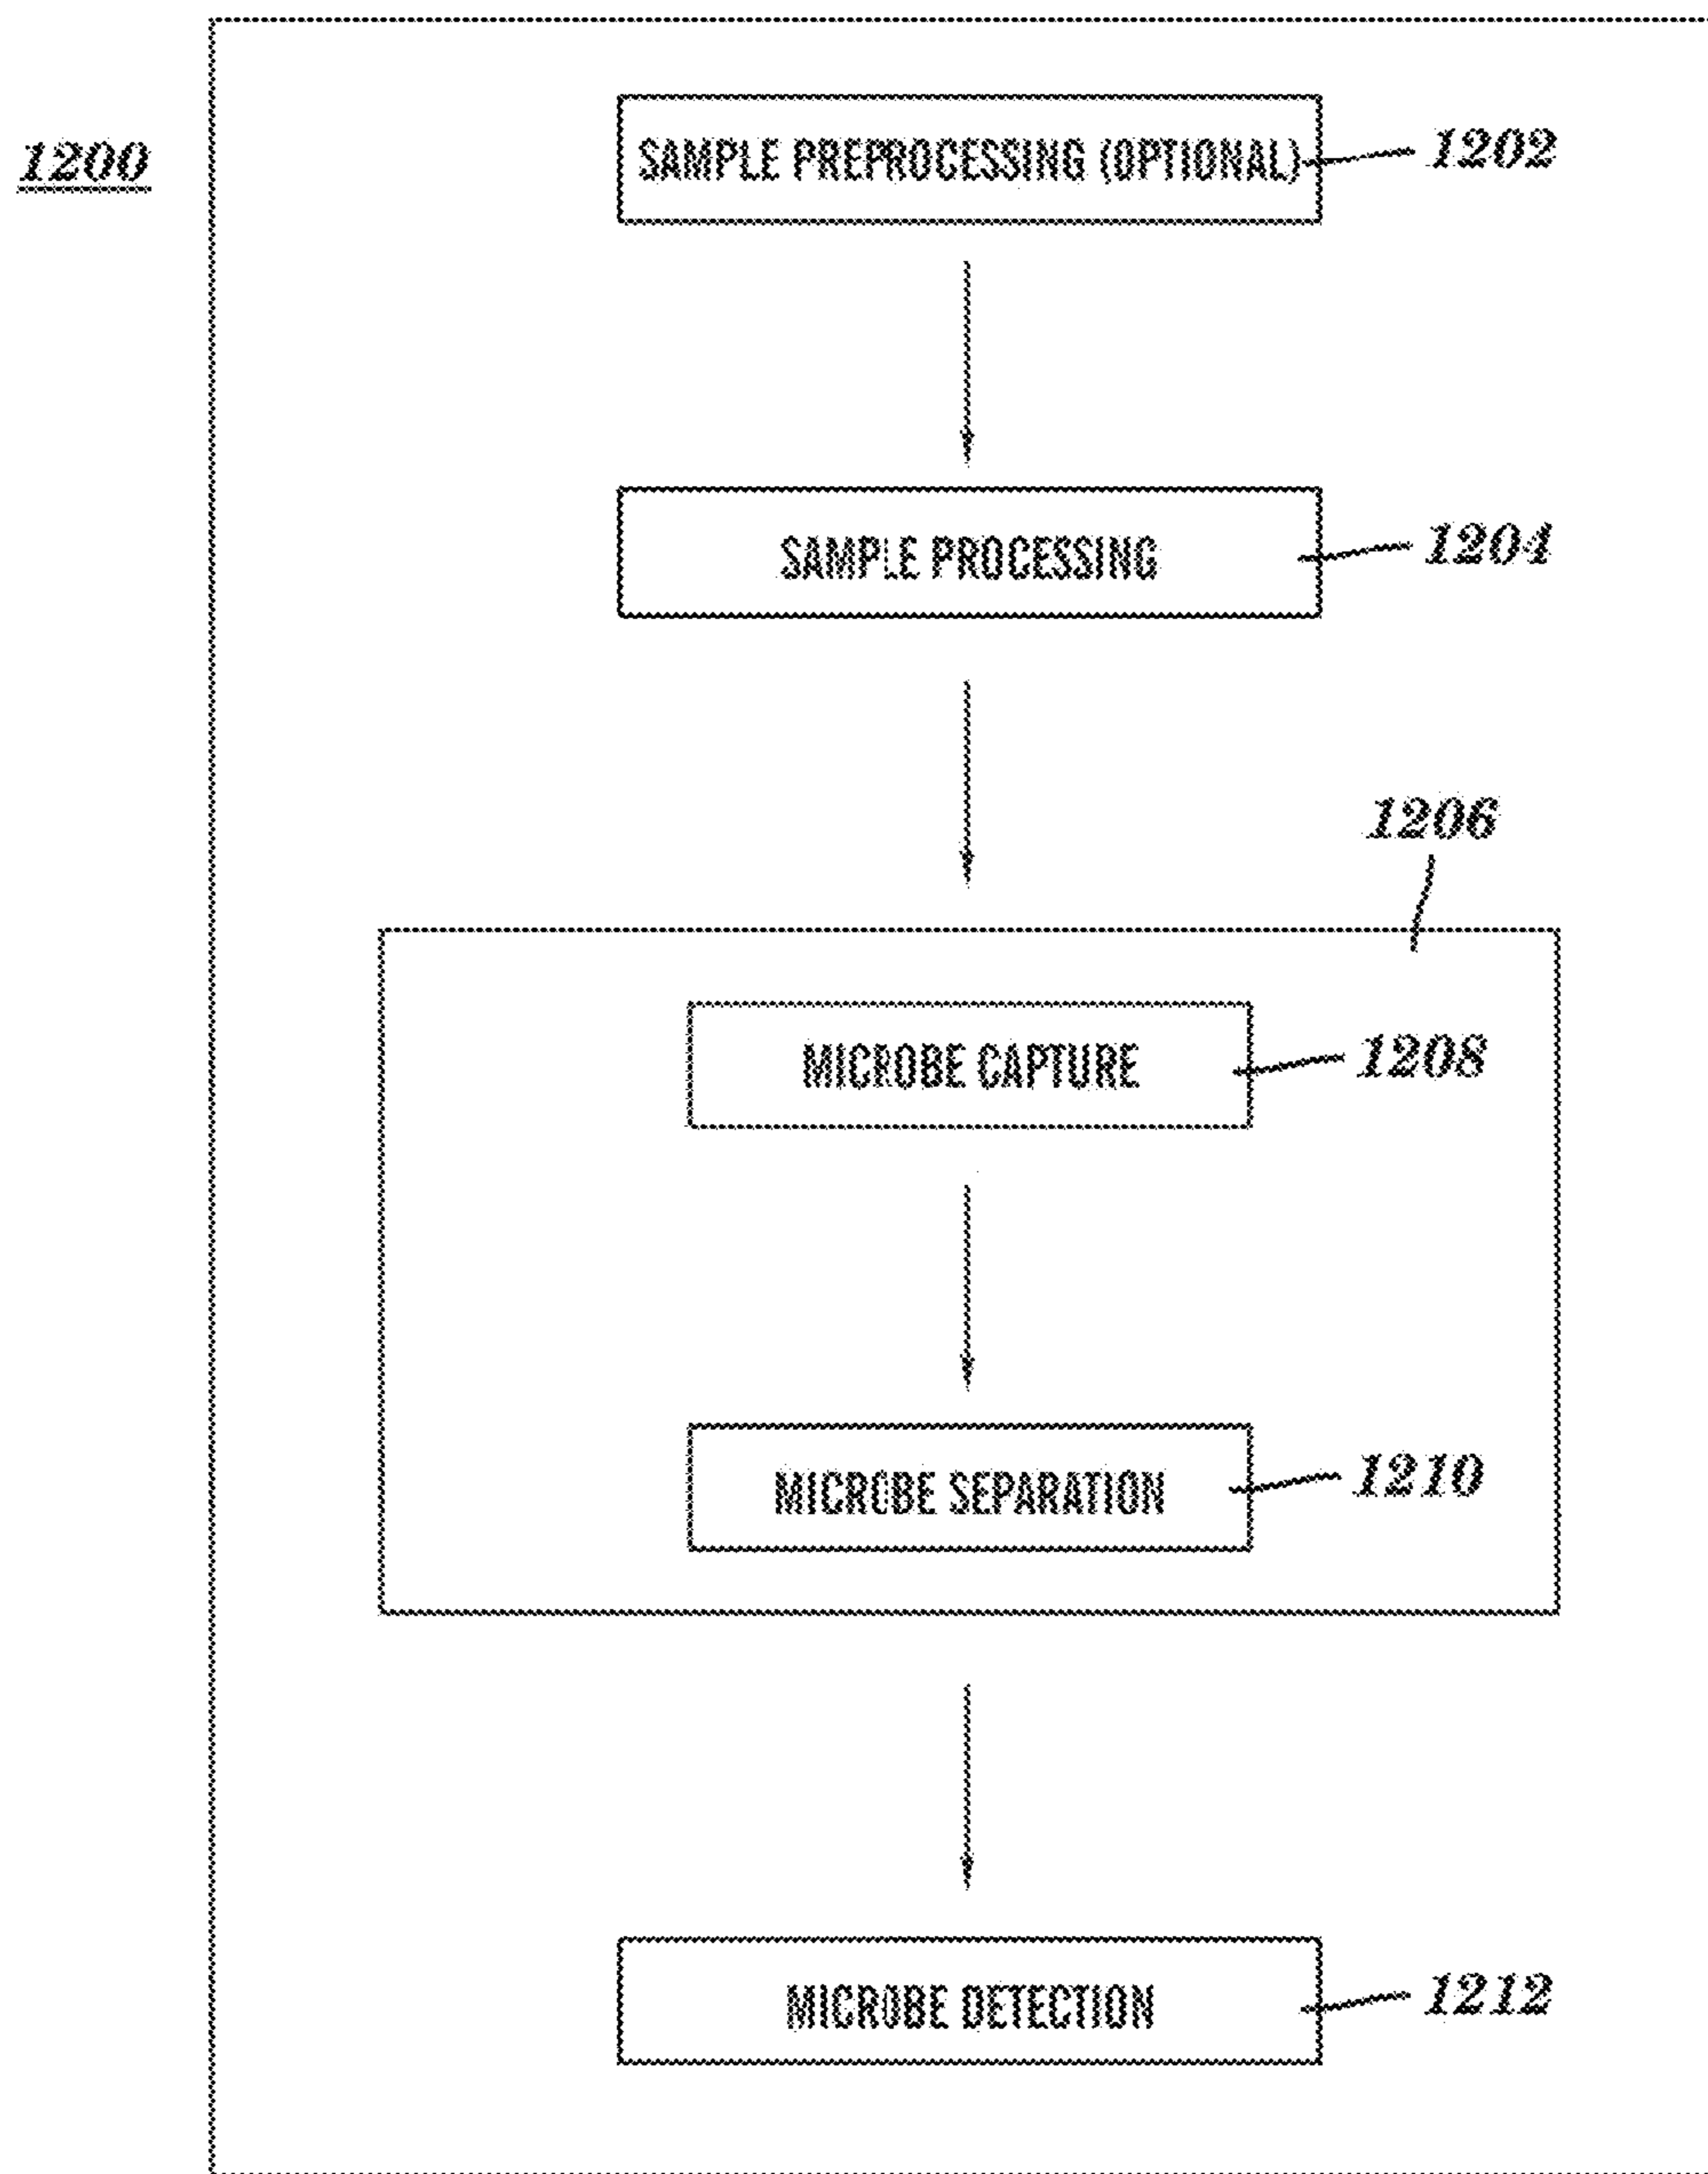 1200
SAMPLE PREPROCESSING (OPTIONAL)
1202
SAMPLE PROCESSING
1204
1206
MICROBE CAPTURE
1208
MICROBE SEPARATION
1210
MICROBE DETECTION
1212